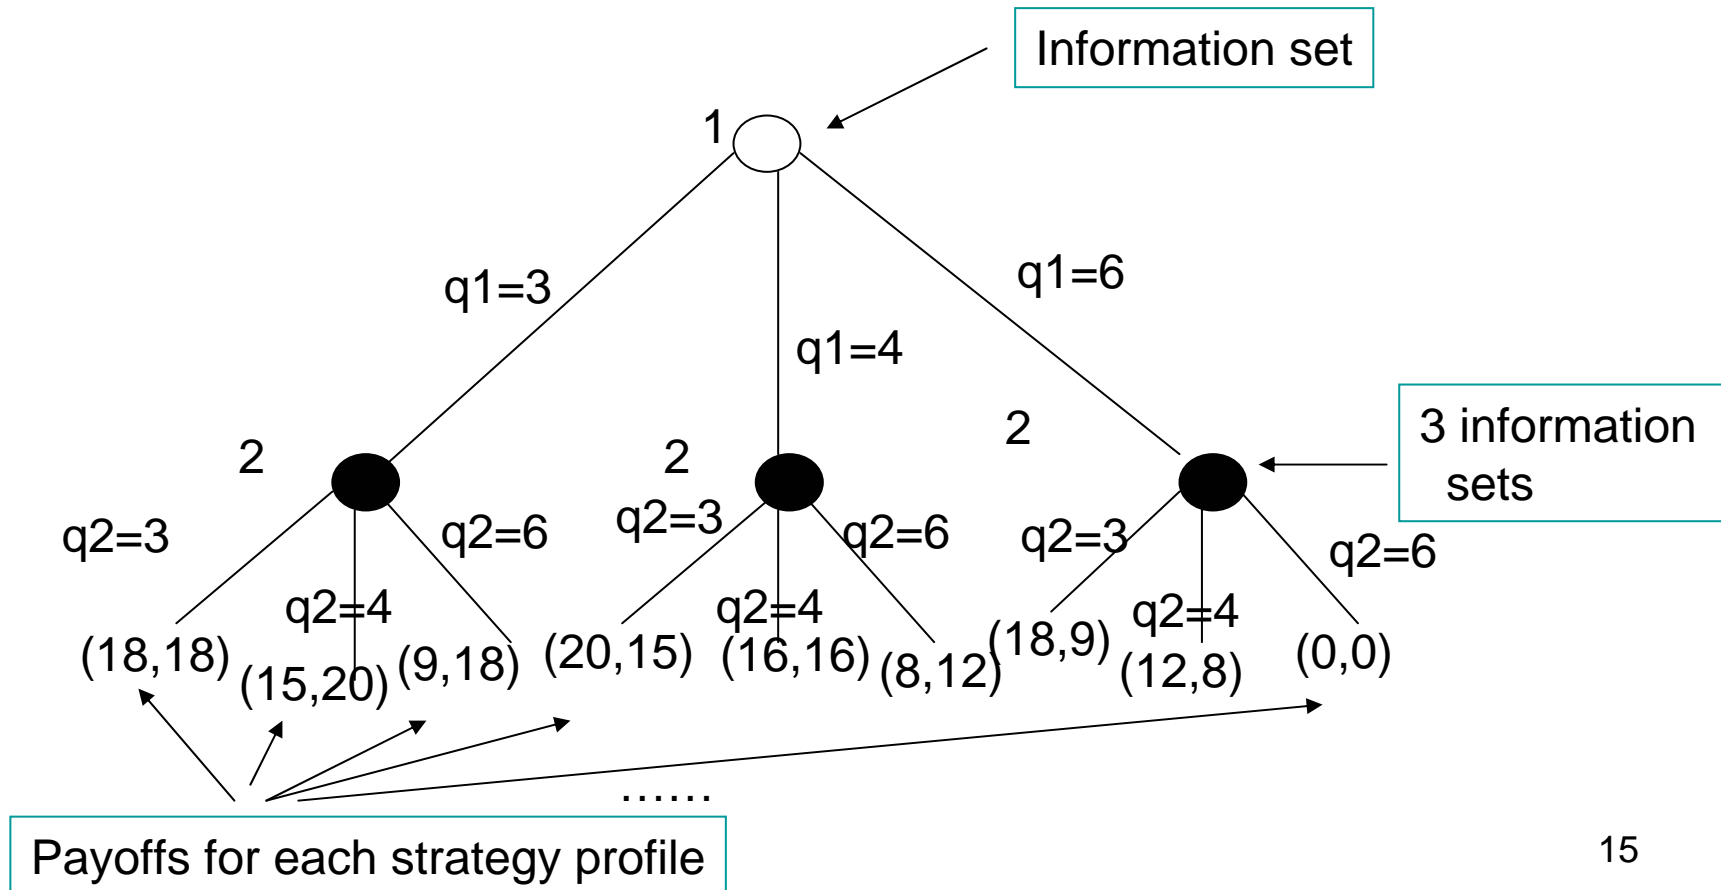 Information set
1
q1=3
q1=6
q1=4
2
2
2
3 information
sets
q2=3
q2=4
q2=6
q2=3
q2=4
q2=6
q2=3
q2=4
q2=6
(18,18)
(15,20)
(9,18)
(20,15)
(16,16)
(8,12)
(18,9)
(12,8)
(0,0)
......
Payoffs for each strategy profile
15